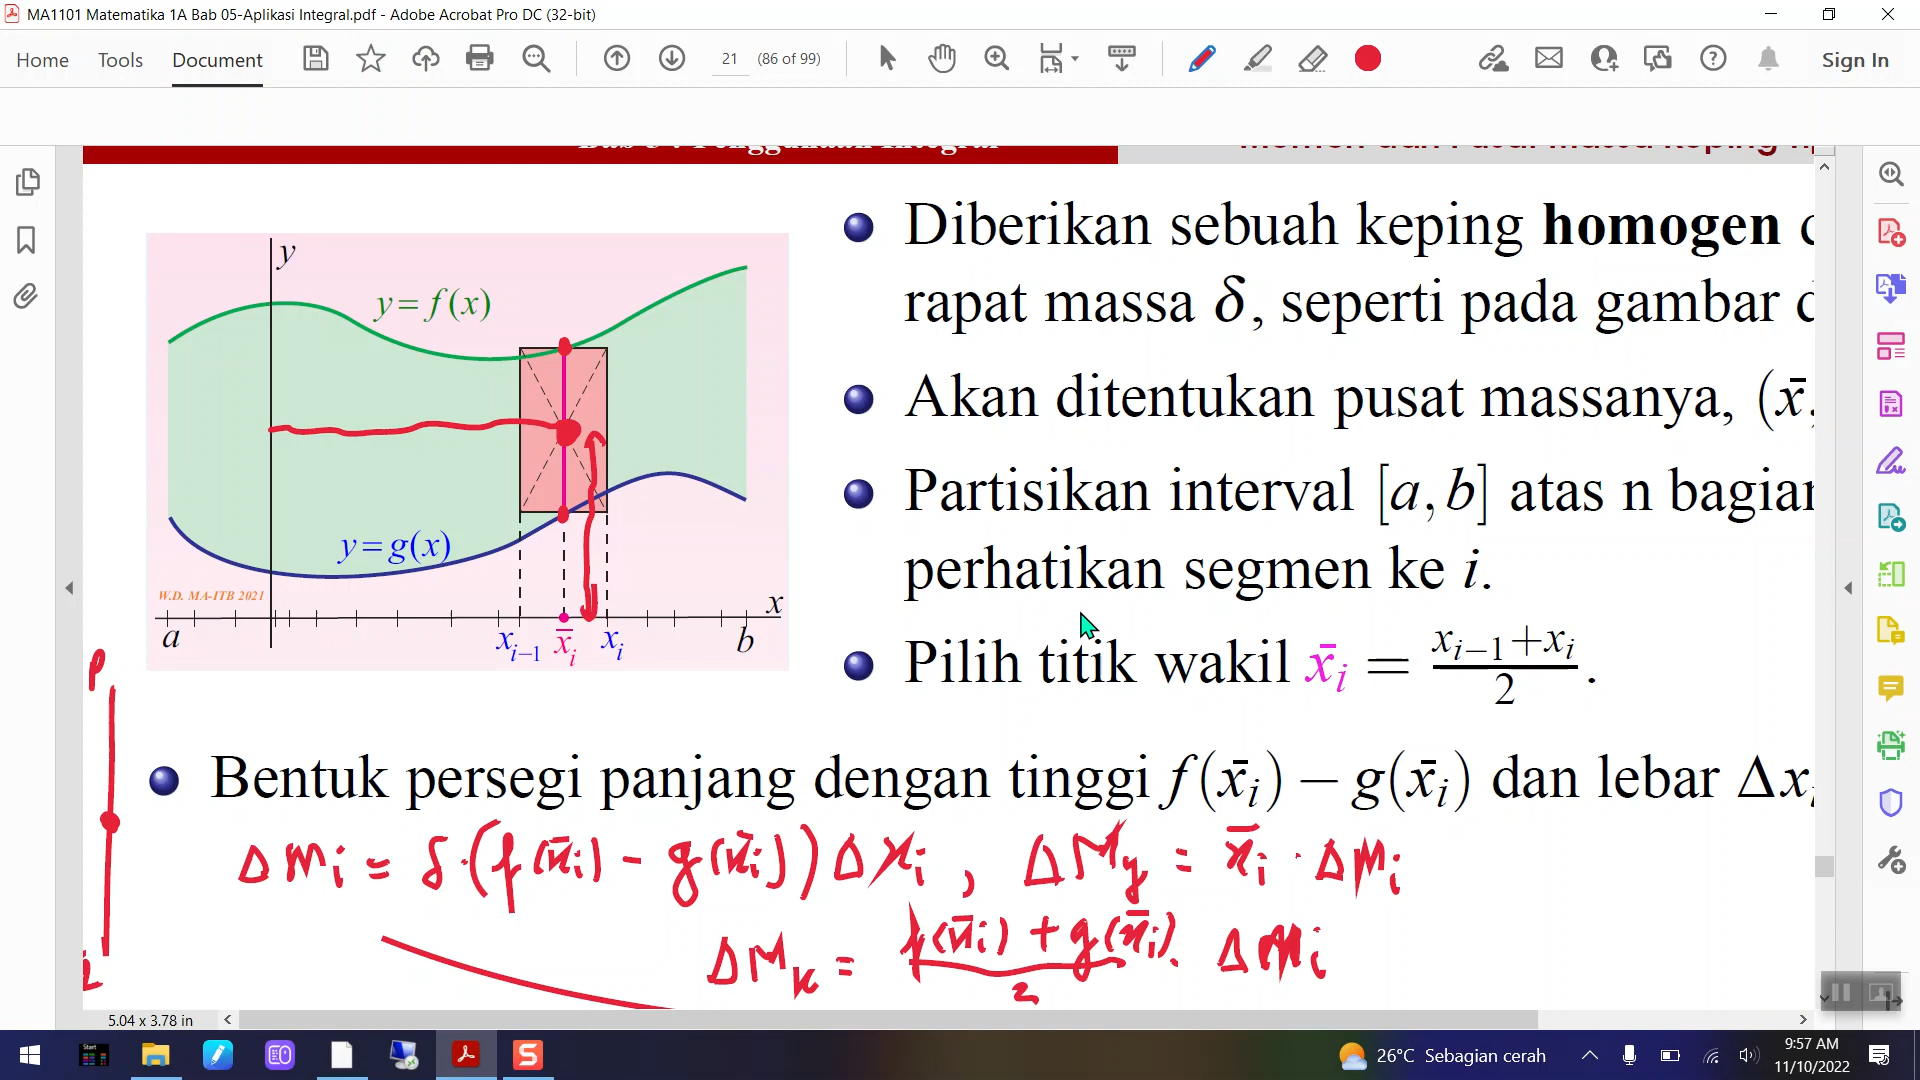 MA1101 Matematika 1A Bab 05-Aplikasi Integral.pdf - Adobe Acrobat Pro DC (32-bit)
Home Tools Document 21 (86 of 99) Sign In
y
y = f(x)
y = g(x)
W.D. MA-ITB 2021
x
a x_{i-1} x̄_i x_i b
Diberikan sebuah keping homogen
rapat massa δ, seperti pada gambar
Akan ditentukan pusat massanya, (x̄,
Partisikan interval [a, b] atas n bagian
perhatikan segmen ke i.
Pilih titik wakil x̄_i = (x_{i-1}+x_i)/2.
Bentuk persegi panjang dengan tinggi f(x̄_i) − g(x̄_i) dan lebar Δx_i
Δm_i = δ·(f(x̄_i) - g(x̄_i)) Δx_i , ΔM_y = x̄_i · Δm_i
ΔM_x = (f(x̄_i) + g(x̄_i))/2 . Δm_i
P
5.04 x 3.78 in
26°C Sebagian cerah
9:57 AM
11/10/2022